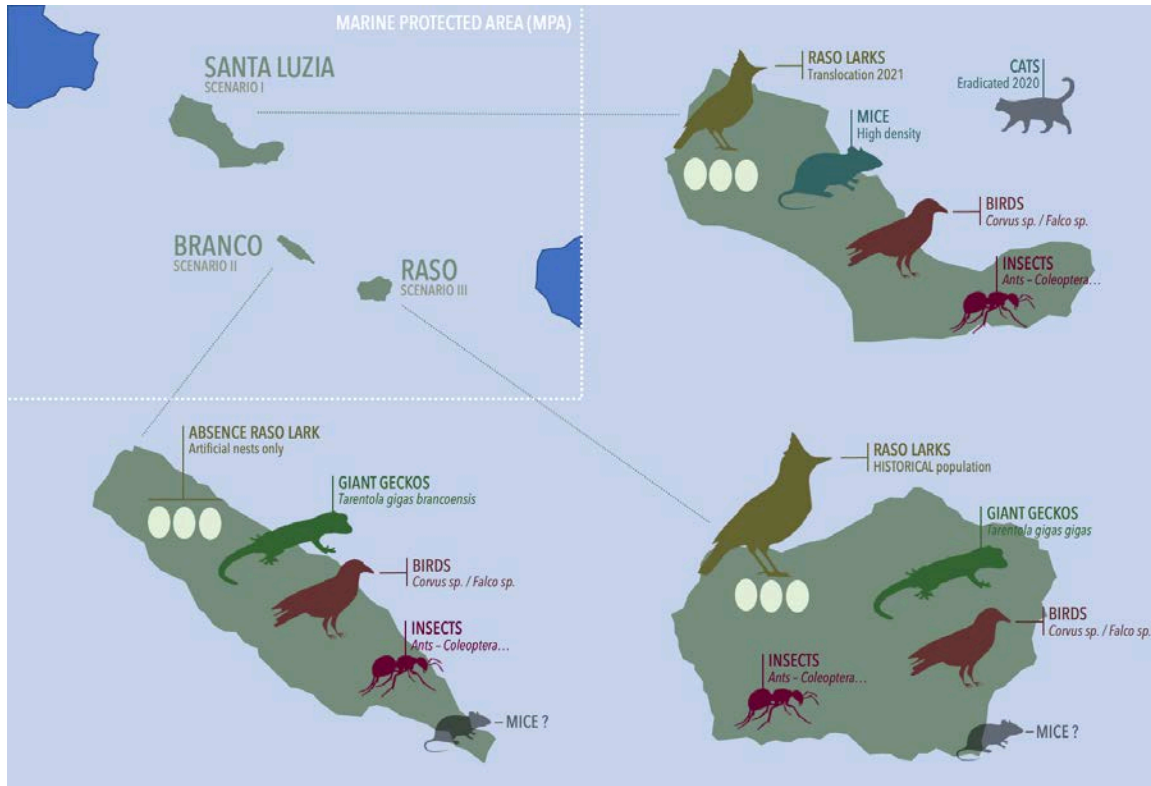 MARINE PROTECTED AREA (MPA)
SANTA LUZIA
SCENARIO I
BRANCO
SCENARIO II
RASO
SCENARIO III
RASO LARKS
Translocation 2021
CATS
Eradicated 2020
MICE
High density
BIRDS
Corvus sp. / Falco sp.
INSECTS
Ants – Coleoptera...
ABSENCE RASO LARK
Artificial nests only
GIANT GECKOS
Tarentola gigas brancoensis
BIRDS
Corvus sp. / Falco sp.
INSECTS
Ants – Coleoptera...
MICE ?
RASO LARKS
HISTORICAL population
GIANT GECKOS
Tarentola gigas gigas
BIRDS
Corvus sp. / Falco sp.
INSECTS
Ants – Coleoptera...
MICE ?